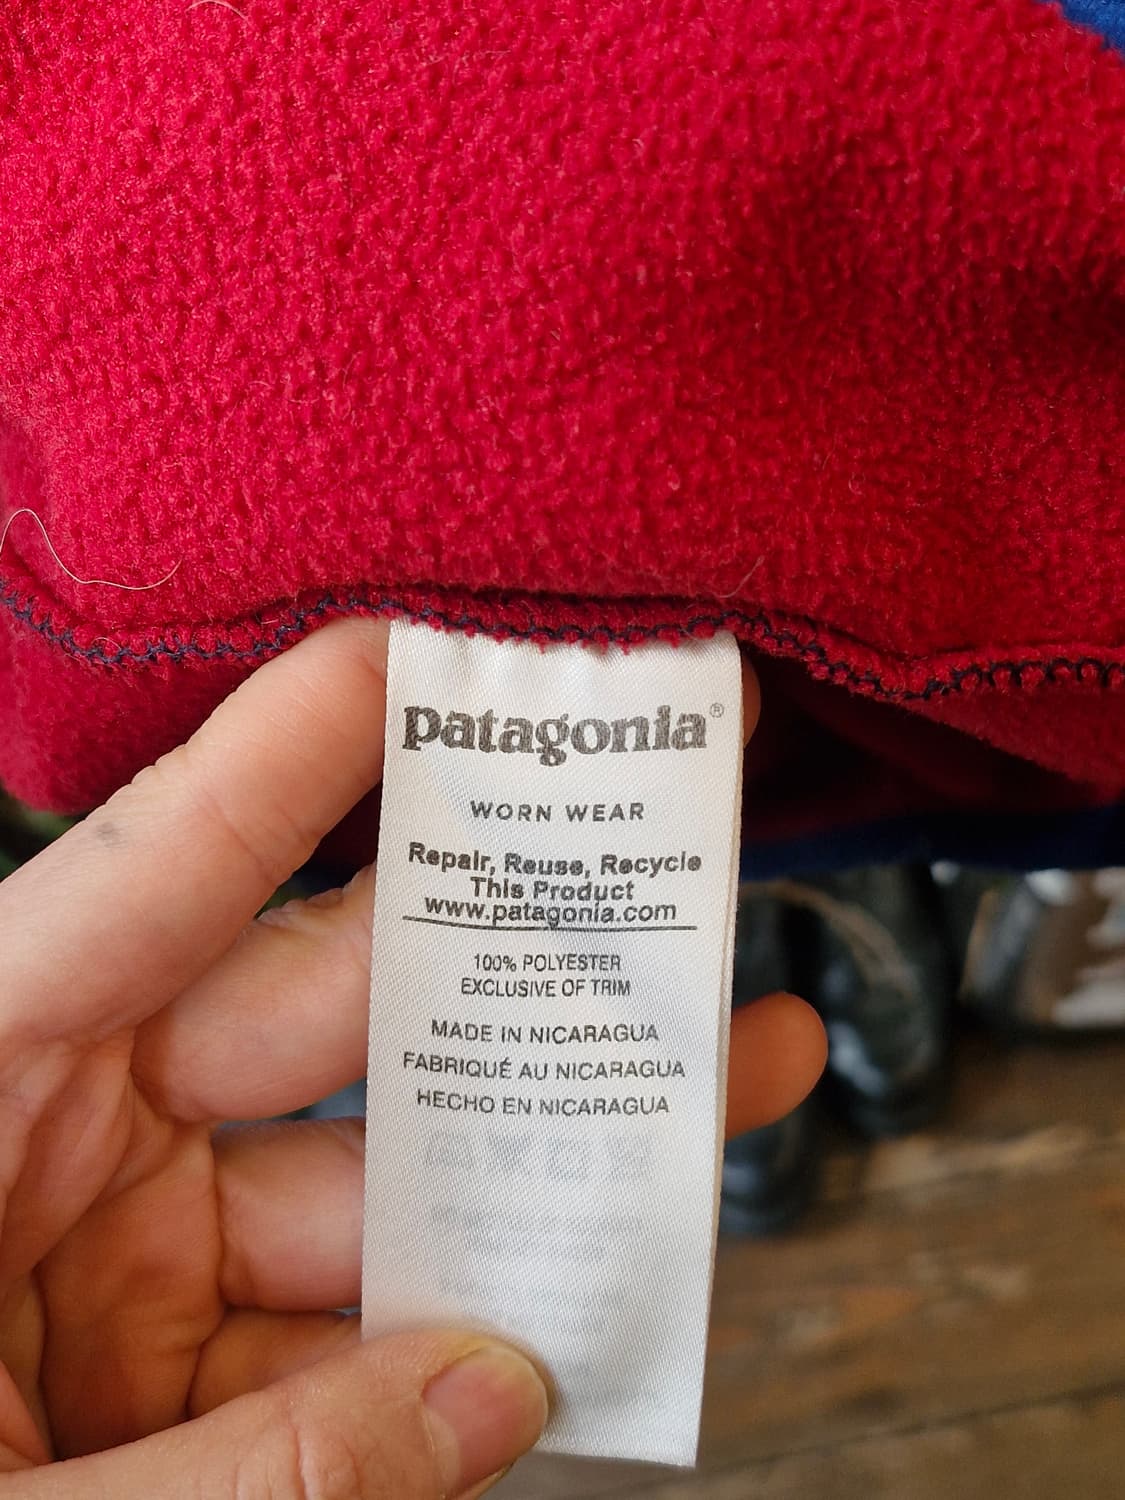 patagonia®
WORN WEAR
Repair, Reuse, Recycle
This Product
www.patagonia.com
100% POLYESTER
EXCLUSIVE OF TRIM
MADE IN NICARAGUA
FABRIQUÉ AU NICARAGUA
HECHO EN NICARAGUA